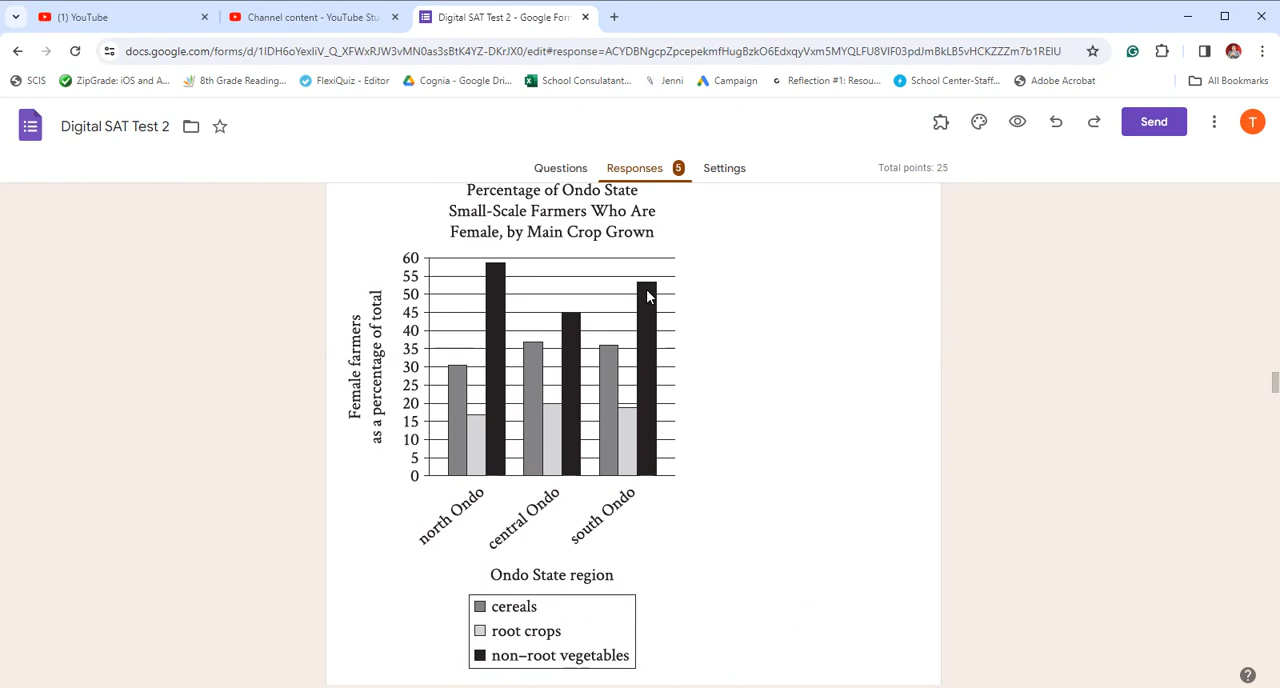 (1) YouTube
Channel content - YouTube Stu
Digital SAT Test 2 - Google For
docs.google.com/forms/d/1IDH6oYexIiV_Q_XFWxRJW3vMN0as3sBtK4YZ-DKrJX0/edit#response=ACYDBNgcpZpcepekmfHugBzkO6EdxqyVxm5MYQLFU8VIF03pdJmBkLB5vHCKZZZm7b1REIU
SCIS
ZipGrade: iOS and A...
8th Grade Reading...
FlexiQuiz - Editor
Cognia - Google Dri...
School Consulatant...
Jenni
Campaign
Reflection #1: Resou...
School Center-Staff...
Adobe Acrobat
All Bookmarks
Digital SAT Test 2
Send
T
Questions
Responses 5
Settings
Total points: 25
Percentage of Ondo State
Small-Scale Farmers Who Are
Female, by Main Crop Grown
Female farmers
as a percentage of total
60
55
50
45
40
35
30
25
20
15
10
5
0
north Ondo
central Ondo
south Ondo
Ondo State region
cereals
root crops
non–root vegetables